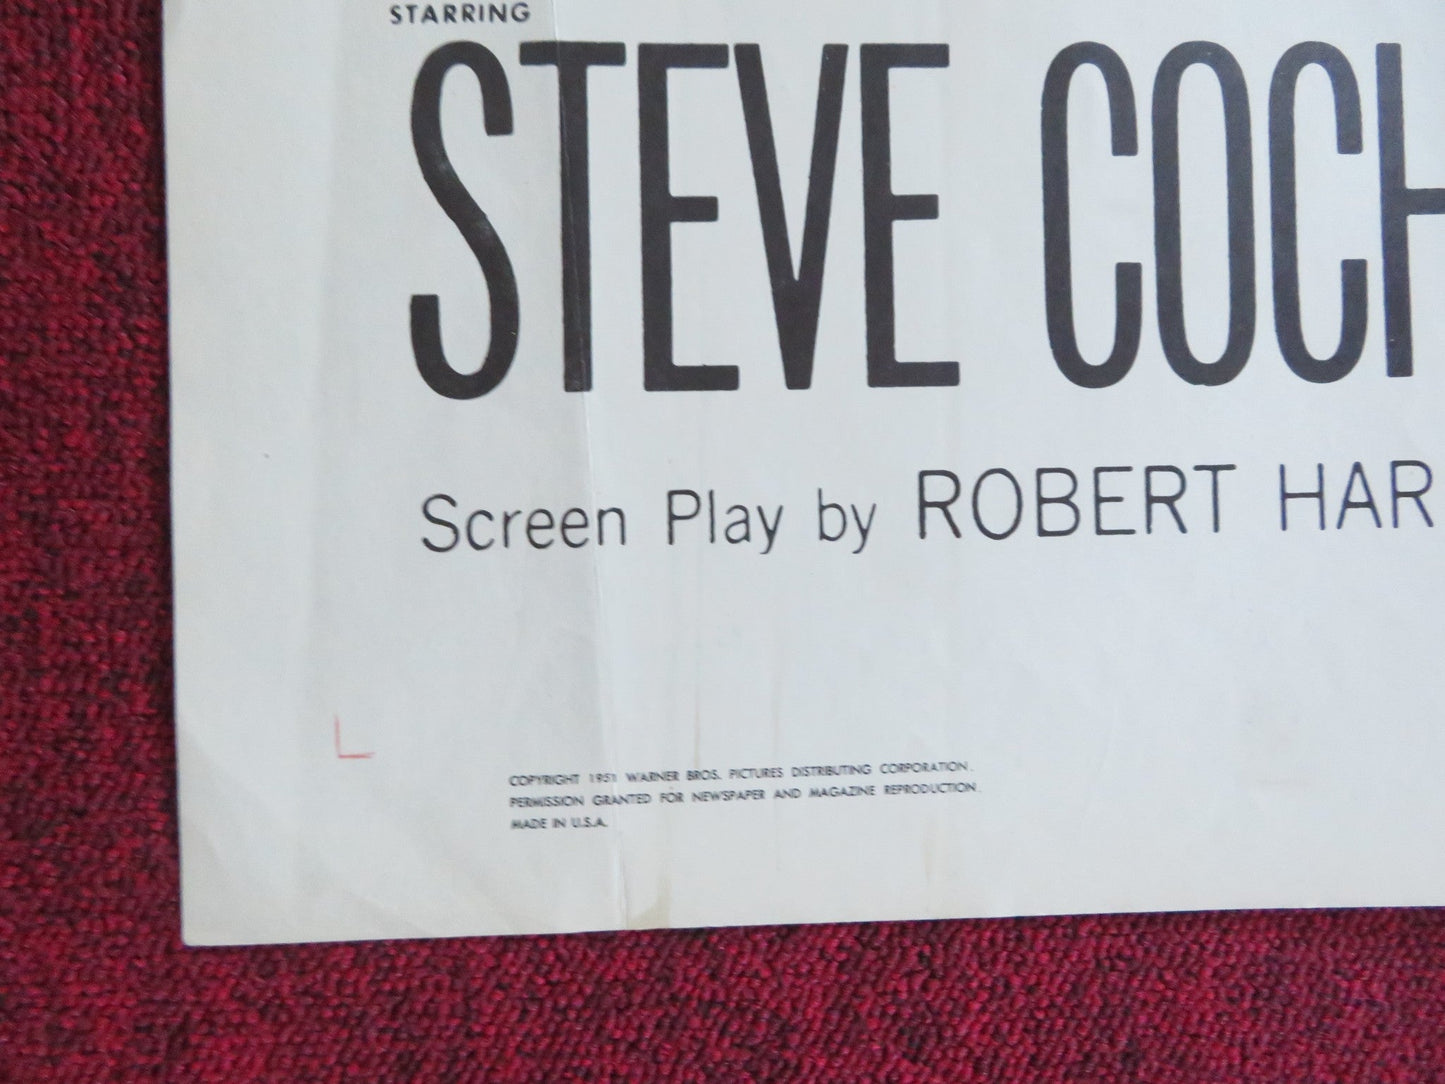 STARRING
STEVE COCH
Screen Play by ROBERT HAR
COPYRIGHT 1951 WARNER BROS. PICTURES DISTRIBUTING CORPORATION.
PERMISSION GRANTED FOR NEWSPAPER AND MAGAZINE REPRODUCTION.
MADE IN U.S.A.